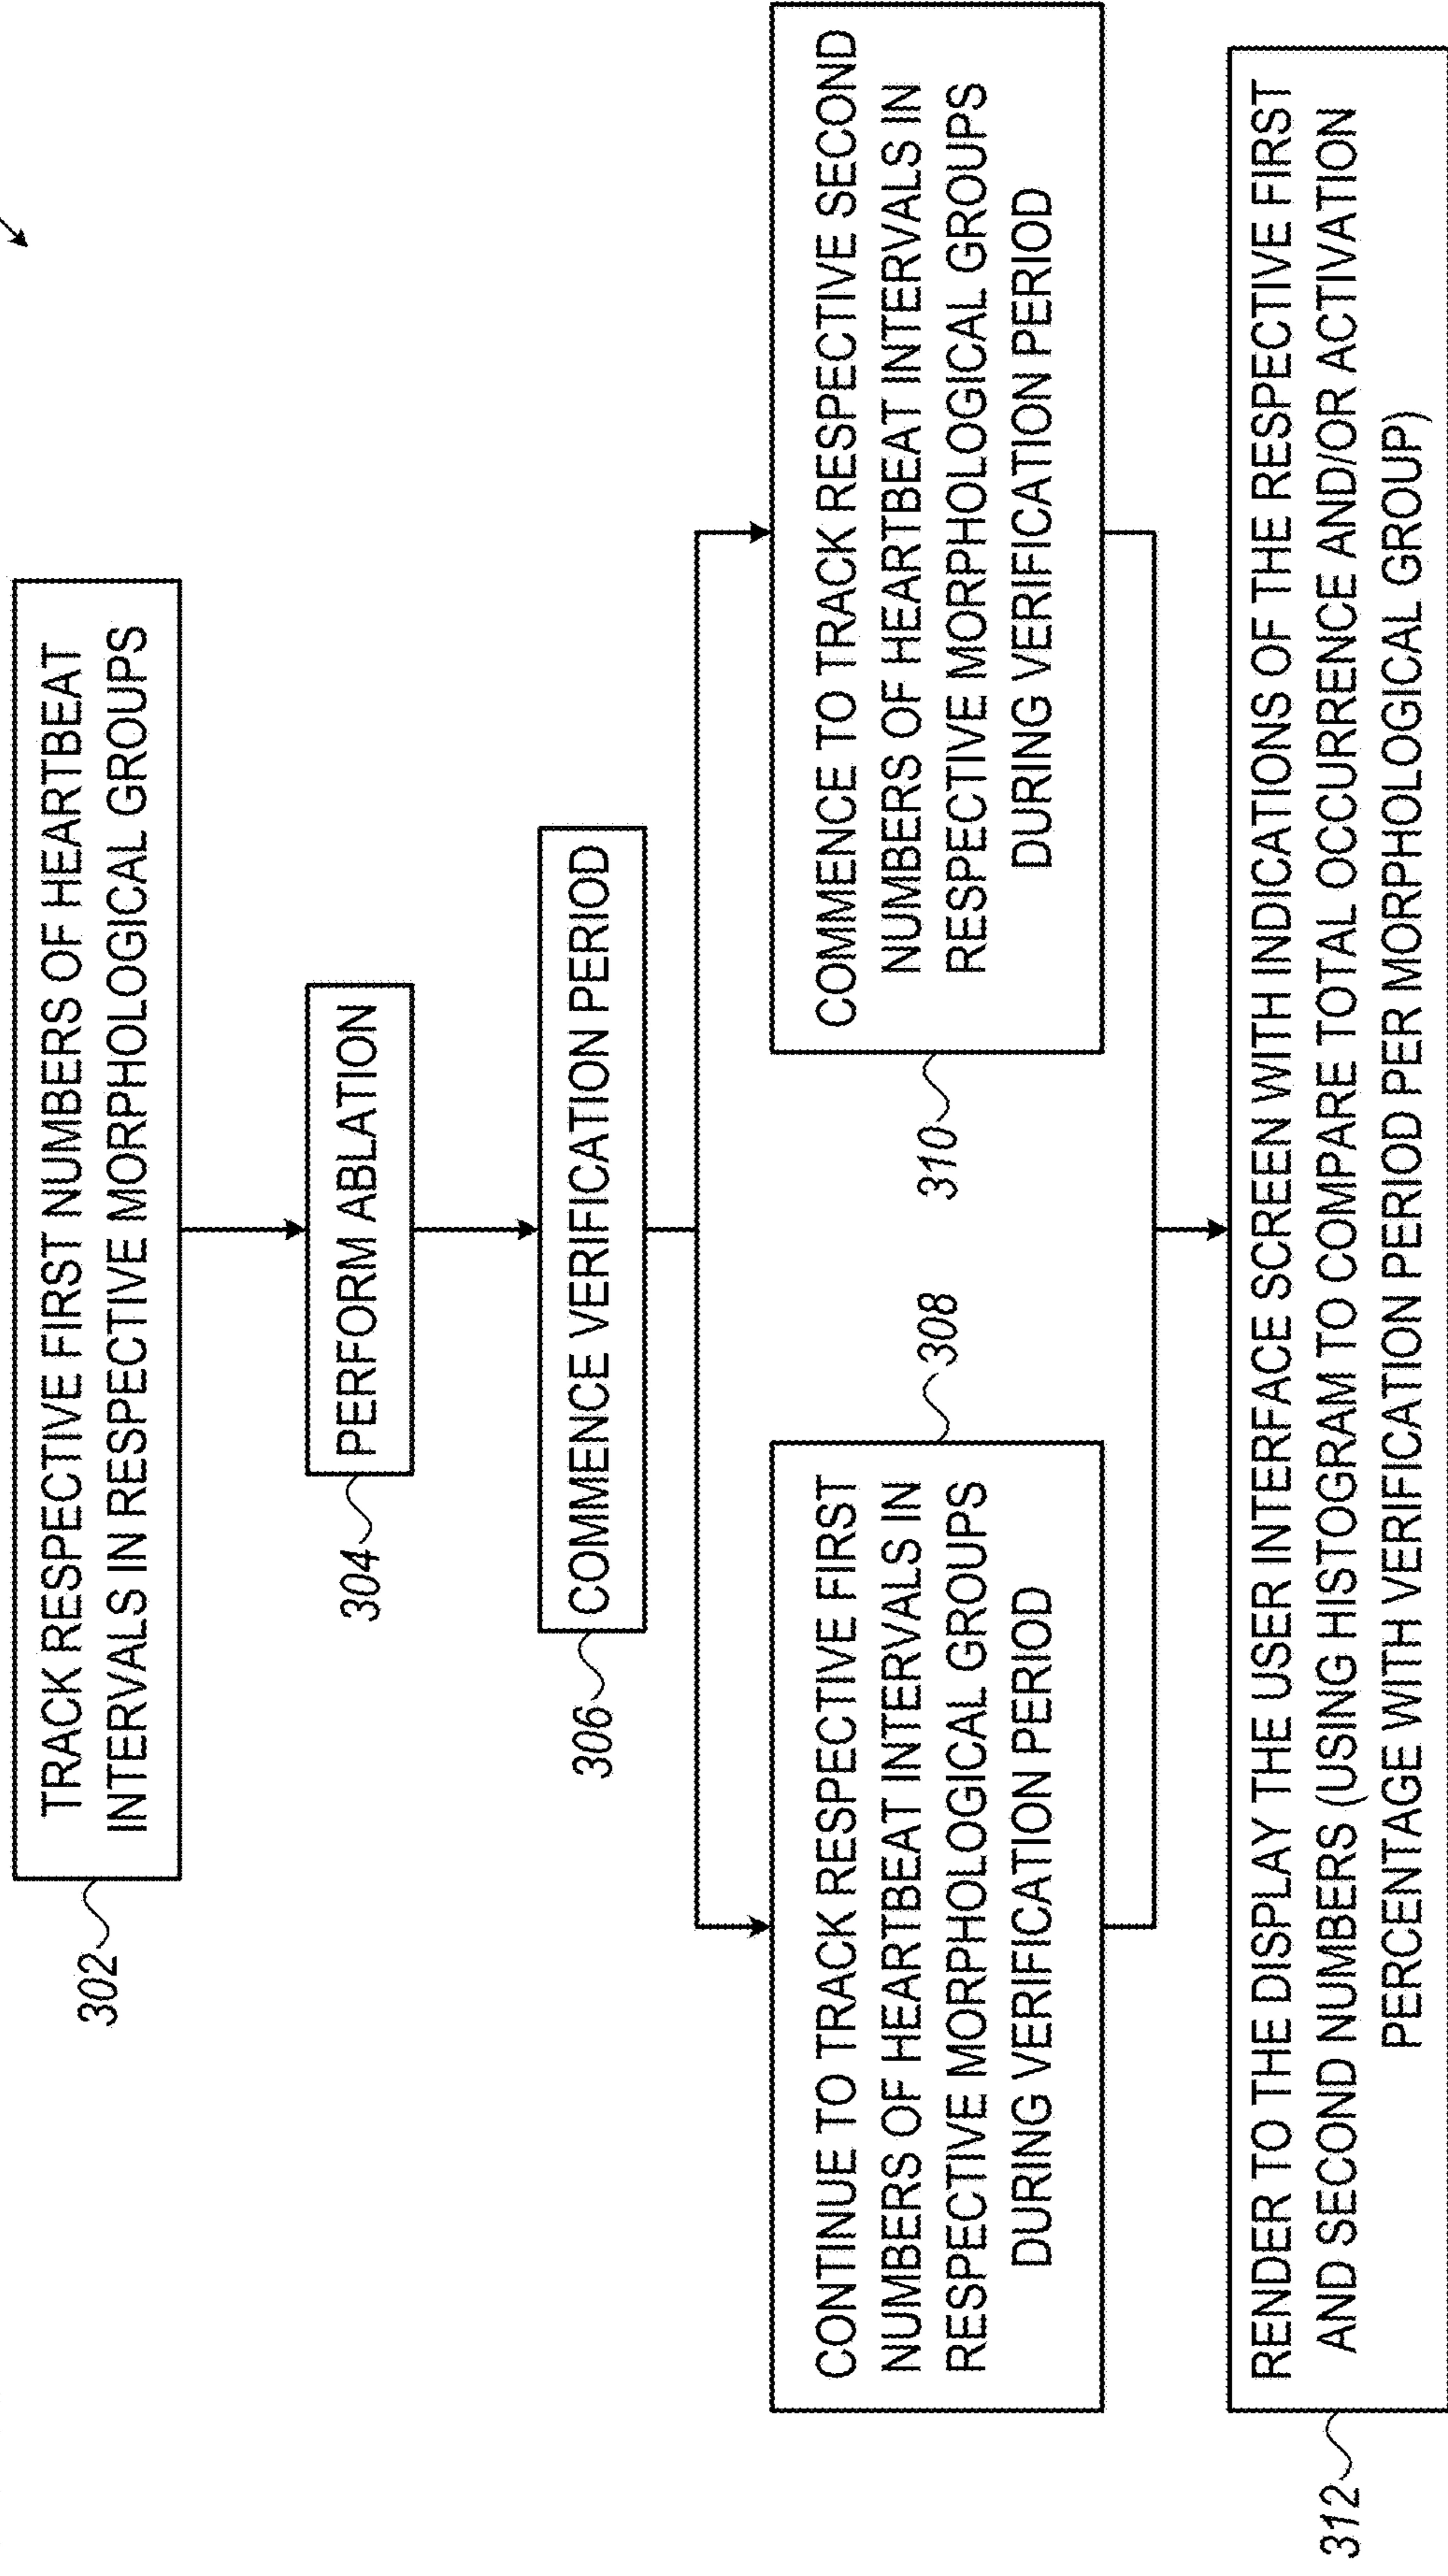 TRACK RESPECTIVE FIRST NUMBERS OF HEARTBEAT
INTERVALS IN RESPECTIVE MORPHOLOGICAL GROUPS
302
PERFORM ABLATION
304
COMMENCE VERIFICATION PERIOD
306
CONTINUE TO TRACK RESPECTIVE FIRST
NUMBERS OF HEARTBEAT INTERVALS IN
RESPECTIVE MORPHOLOGICAL GROUPS
DURING VERIFICATION PERIOD
308
COMMENCE TO TRACK RESPECTIVE SECOND
NUMBERS OF HEARTBEAT INTERVALS IN
RESPECTIVE MORPHOLOGICAL GROUPS
DURING VERIFICATION PERIOD
310
RENDER TO THE DISPLAY THE USER INTERFACE SCREEN WITH INDICATIONS OF THE RESPECTIVE FIRST
AND SECOND NUMBERS (USING HISTOGRAM TO COMPARE TOTAL OCCURRENCE AND/OR ACTIVATION
PERCENTAGE WITH VERIFICATION PERIOD PER MORPHOLOGICAL GROUP)
312